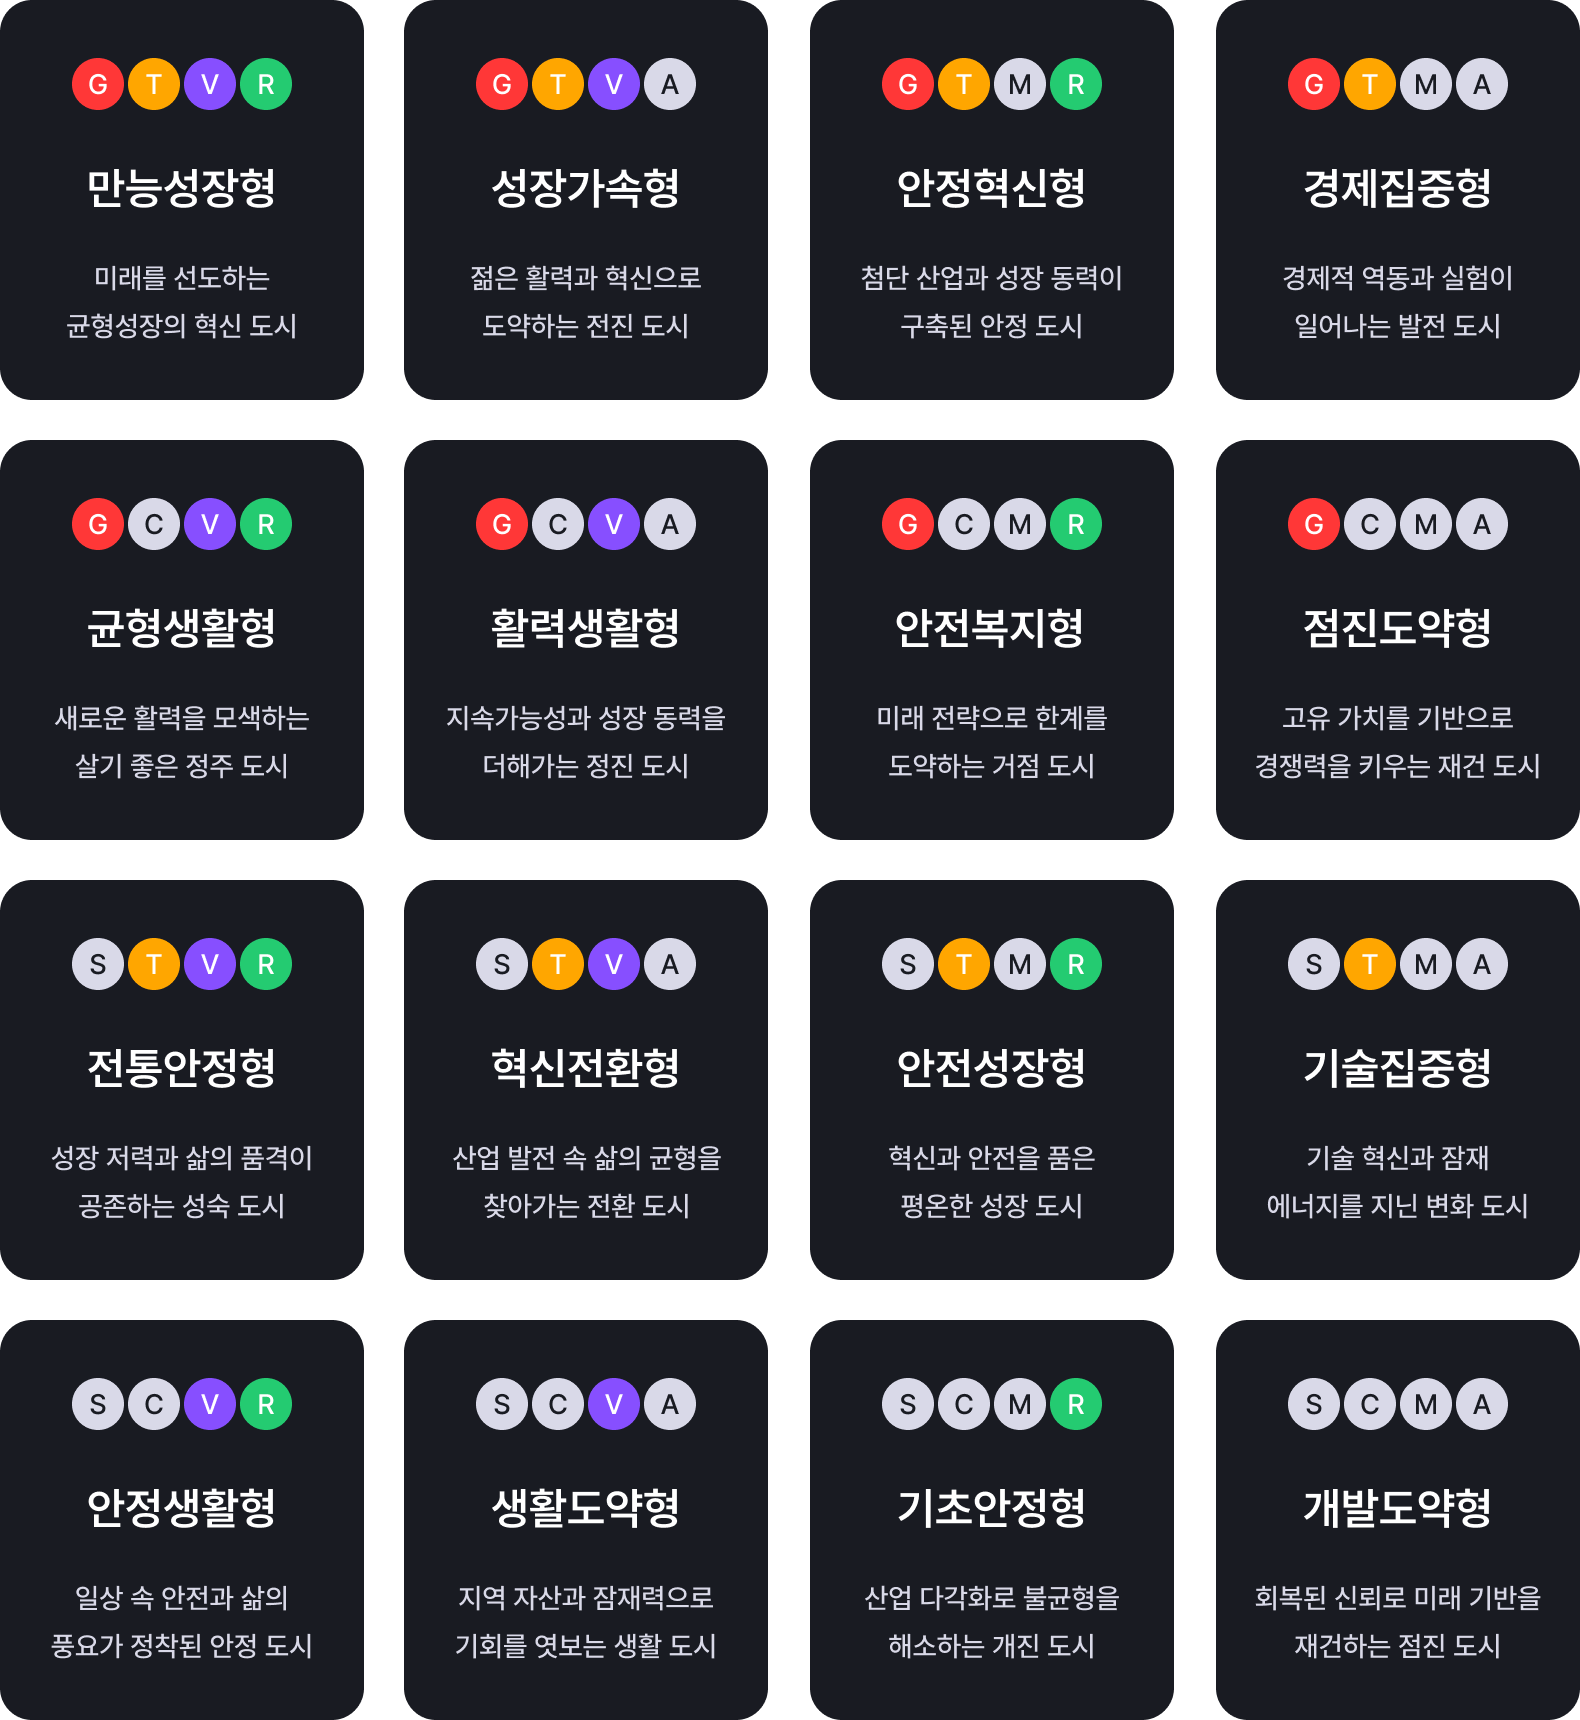 G T V R
만능성장형
미래를 선도하는
균형성장의 혁신 도시
G T V A
성장가속형
젊은 활력과 혁신으로
도약하는 전진 도시
G T M R
안정혁신형
첨단 산업과 성장 동력이
구축된 안정 도시
G T M A
경제집중형
경제적 역동과 실험이
일어나는 발전 도시
G C V R
균형생활형
새로운 활력을 모색하는
살기 좋은 정주 도시
G C V A
활력생활형
지속가능성과 성장 동력을
더해가는 정진 도시
G C M R
안전복지형
미래 전략으로 한계를
도약하는 거점 도시
G C M A
점진도약형
고유 가치를 기반으로
경쟁력을 키우는 재건 도시
S T V R
전통안정형
성장 저력과 삶의 품격이
공존하는 성숙 도시
S T V A
혁신전환형
산업 발전 속 삶의 균형을
찾아가는 전환 도시
S T M R
안전성장형
혁신과 안전을 품은
평온한 성장 도시
S T M A
기술집중형
기술 혁신과 잠재
에너지를 지닌 변화 도시
S C V R
안정생활형
일상 속 안전과 삶의
풍요가 정착된 안정 도시
S C V A
생활도약형
지역 자산과 잠재력으로
기회를 엿보는 생활 도시
S C M R
기초안정형
산업 다각화로 불균형을
해소하는 개진 도시
S C M A
개발도약형
회복된 신뢰로 미래 기반을
재건하는 점진 도시